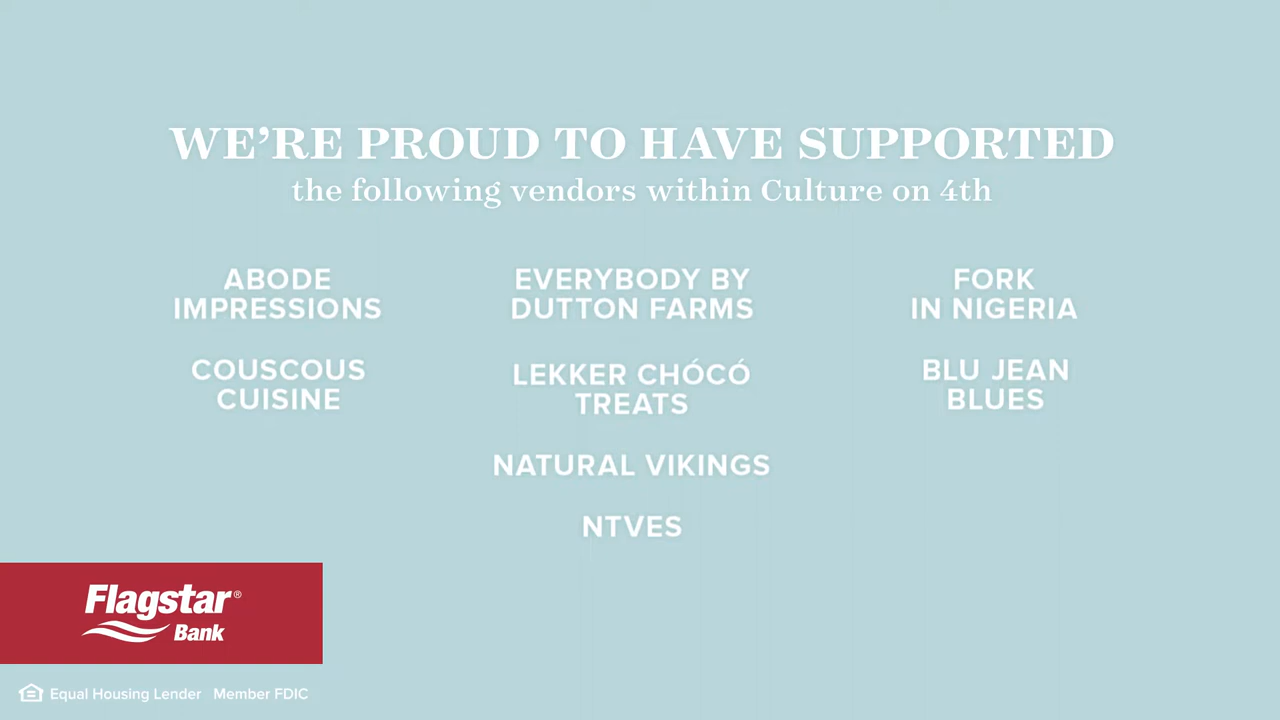 WE'RE PROUD TO HAVE SUPPORTED
the following vendors within Culture on 4th
ABODE
IMPRESSIONS
EVERYBODY BY
DUTTON FARMS
FORK
IN NIGERIA
COUSCOUS
CUISINE
LEKKER CHÓCÓ
TREATS
BLU JEAN
BLUES
NATURAL VIKINGS
NTVES
Flagstar®
Bank
Equal Housing Lender Member FDIC